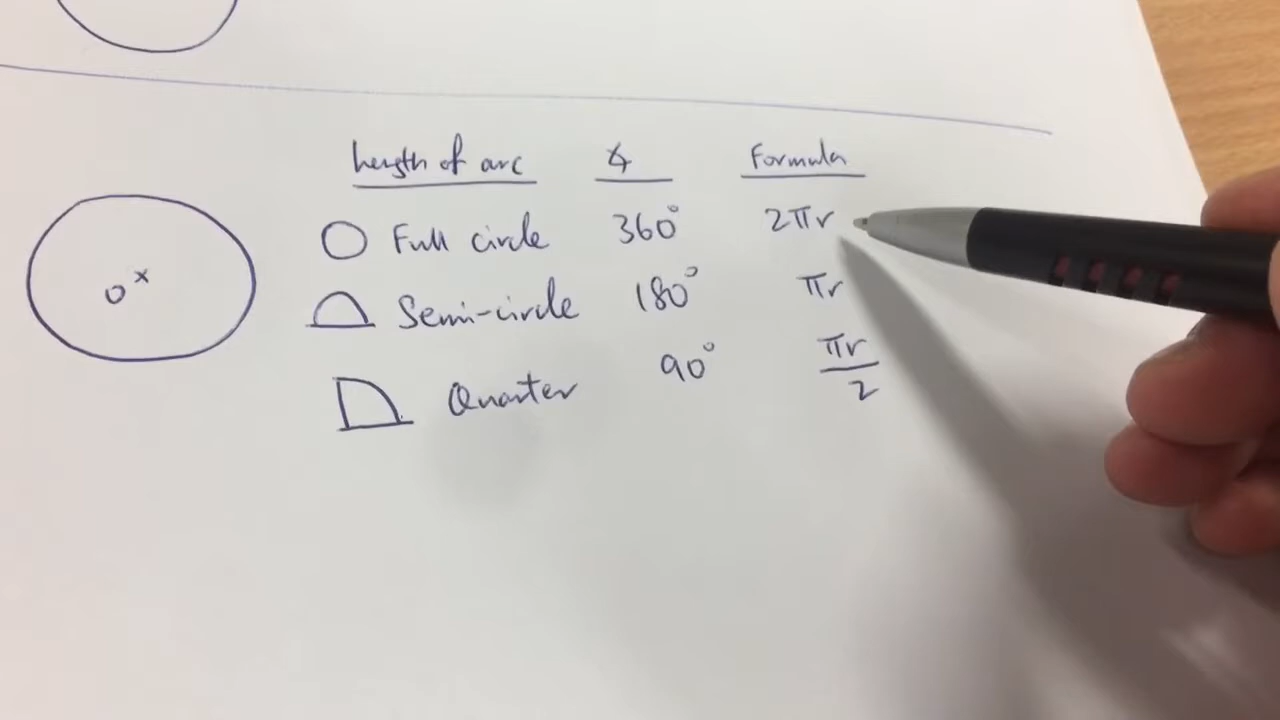 Length of arc ∡ Formula
Full circle 360° 2πr
Semi-circle 180° πr
Quarter 90° πr/2
O x